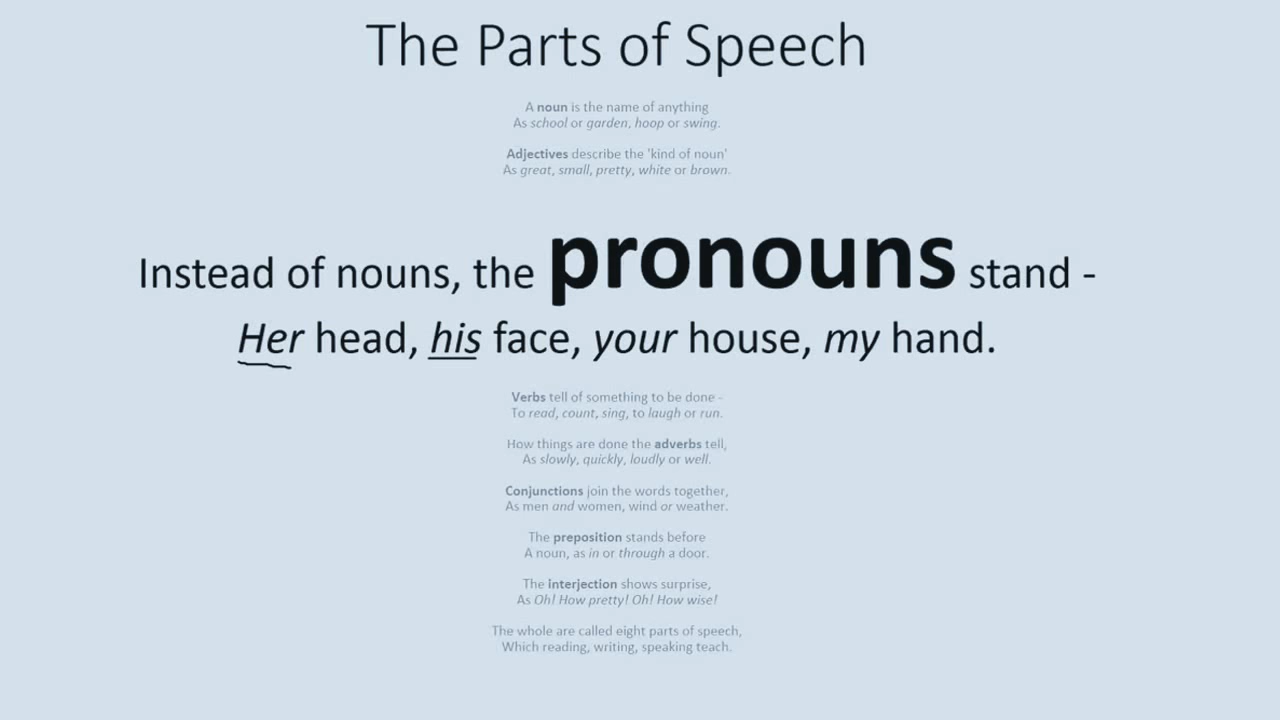 The Parts of Speech
A noun is the name of anything
As school or garden, hoop or swing.
Adjectives describe the 'kind of noun'
As great, small, pretty, white or brown.
Instead of nouns, the pronouns stand -
Her head, his face, your house, my hand.
Verbs tell of something to be done -
To read, count, sing, to laugh or run.
How things are done the adverbs tell,
As slowly, quickly, loudly or well.
Conjunctions join the words together,
As men and women, wind or weather.
The preposition stands before
A noun, as in or through a door.
The interjection shows surprise,
As Oh! How pretty! Oh! How wise!
The whole are called eight parts of speech,
Which reading, writing, speaking teach.